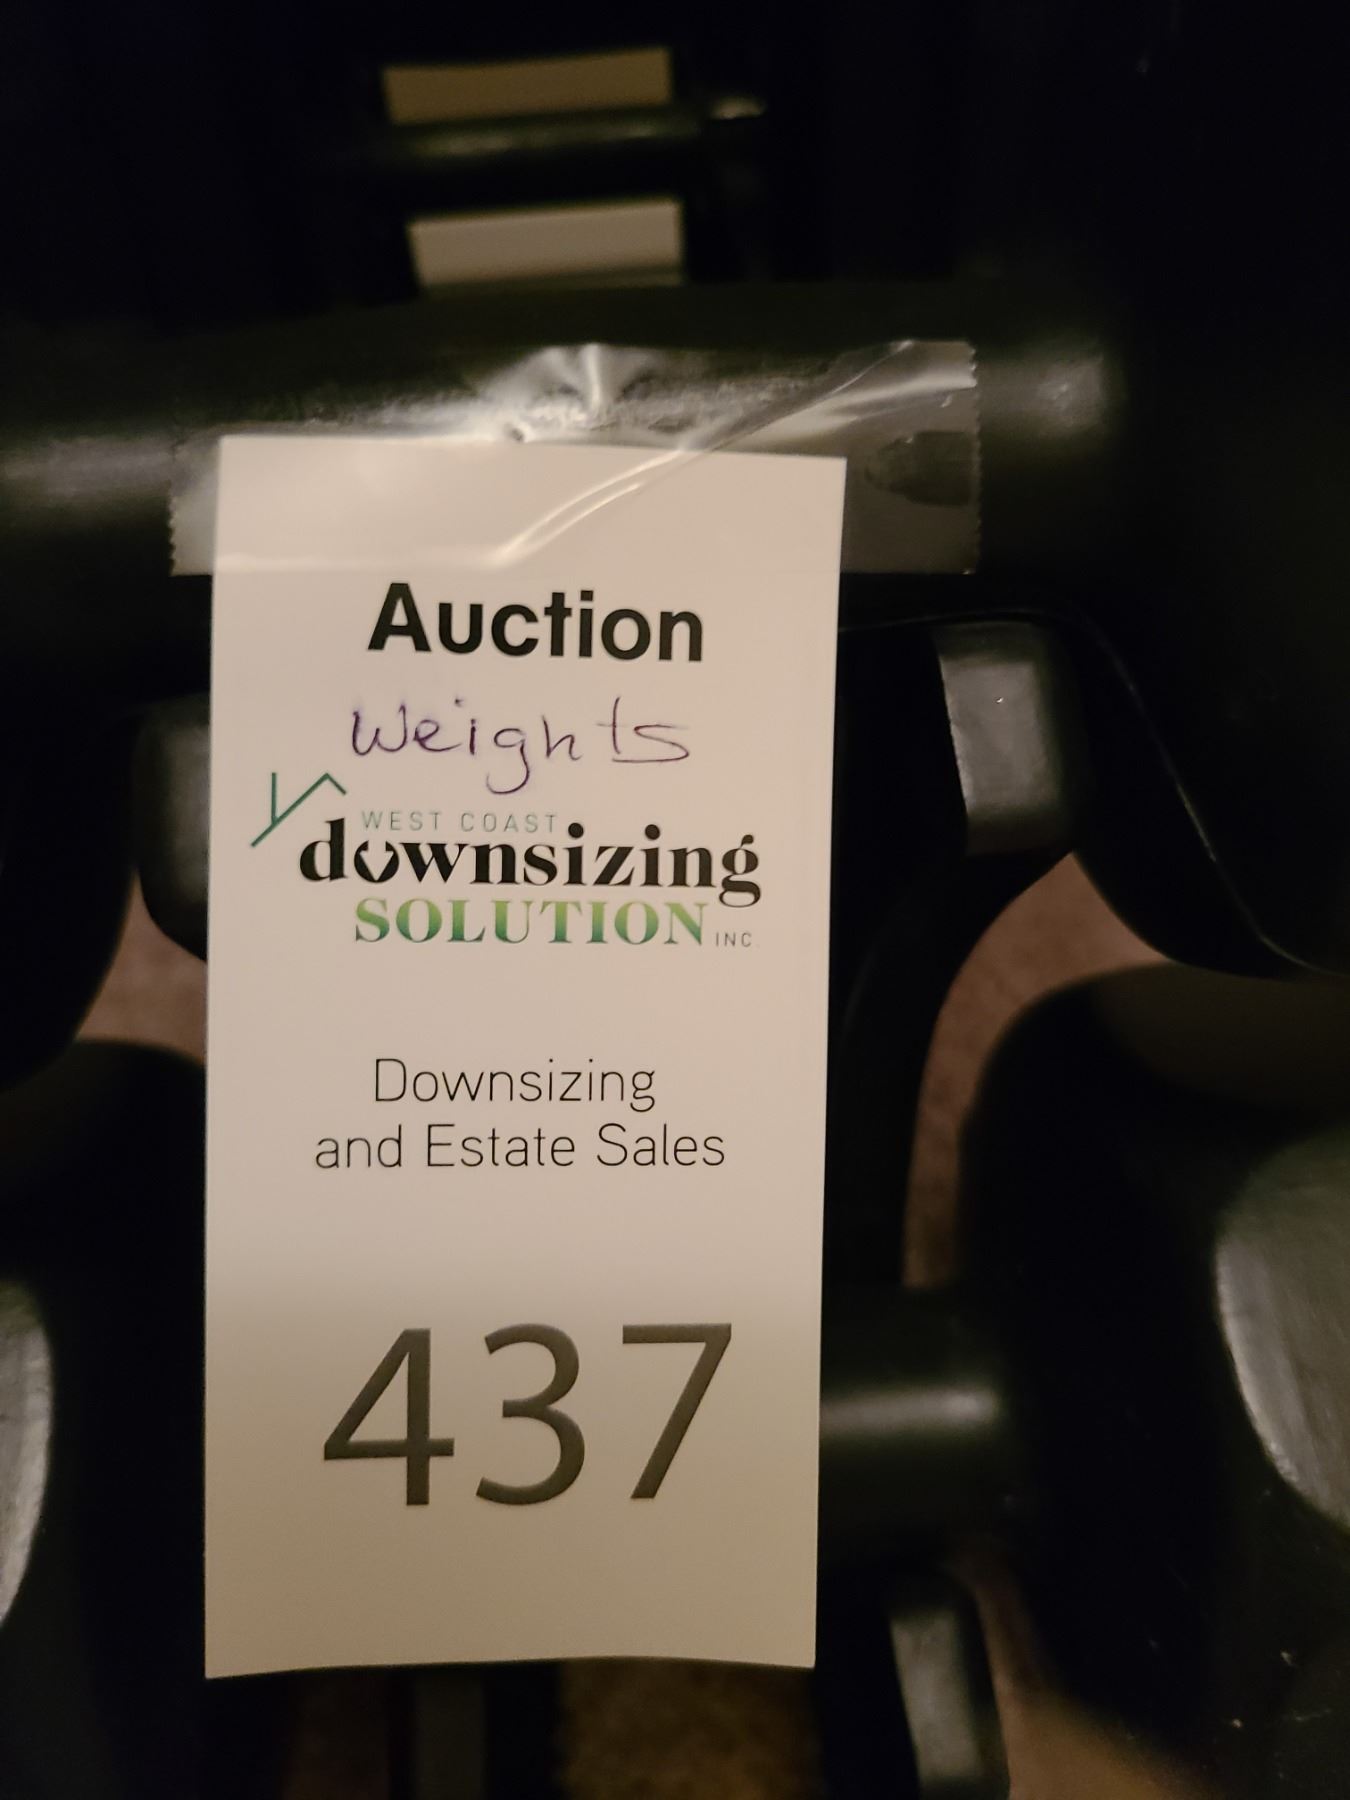 Auction
Weights
WEST COAST
downsizing
SOLUTION INC.
Downsizing
and Estate Sales
437